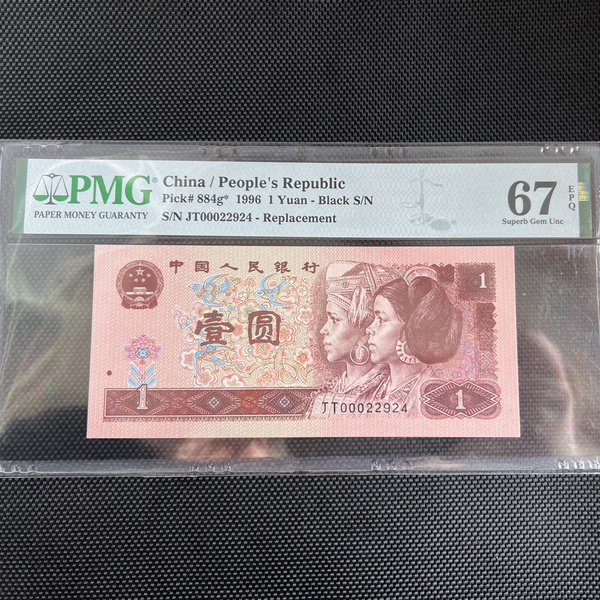 PMG
PAPER MONEY GUARANTY
China / People's Republic
Pick# 884g* 1996 1 Yuan - Black S/N
S/N JT00022924 - Replacement
67 EPQ
Superb Gem Unc
中国人民银行
1
壹圆
1
JT00022924
1